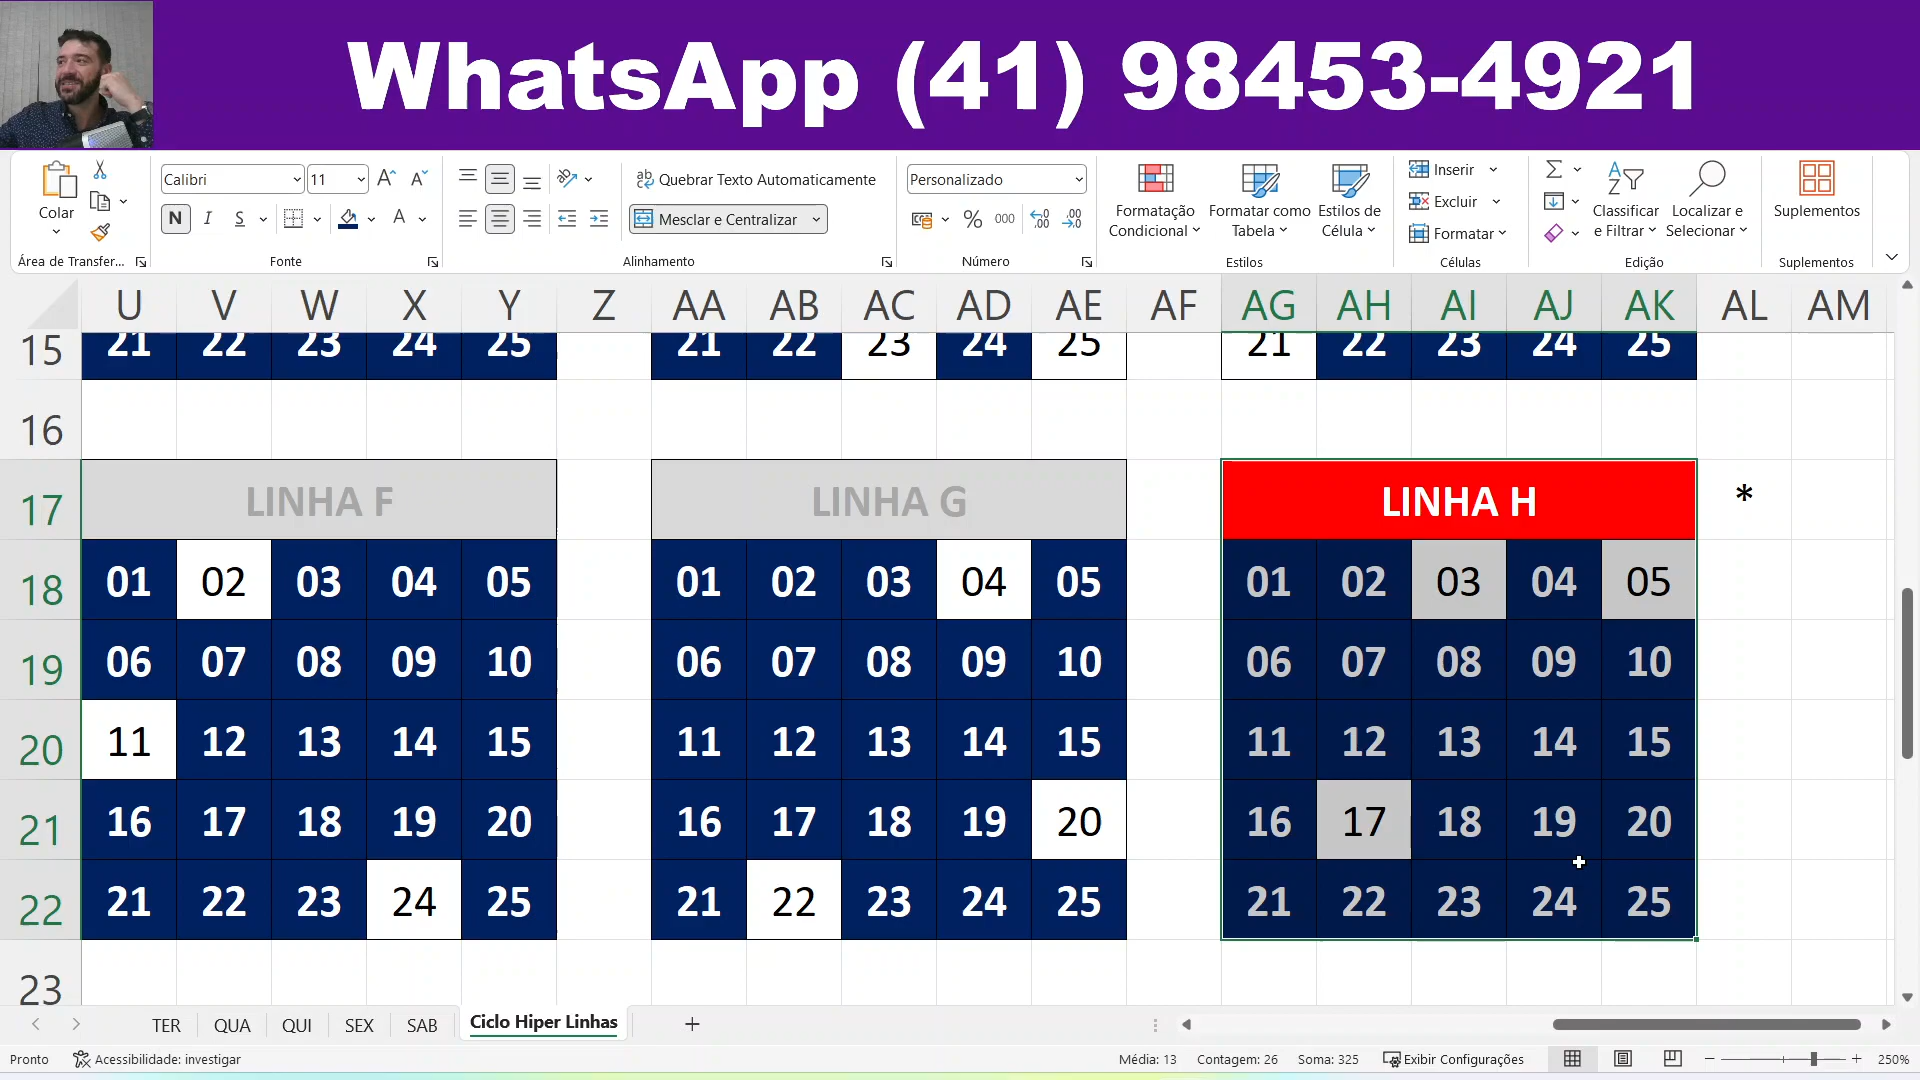 WhatsApp (41) 98453-4921
Colar
Área de Transfer...
Calibri 11
N I S
Fonte
Quebrar Texto Automaticamente
Mesclar e Centralizar
Alinhamento
Personalizado
% 000
Número
Formatação Condicional
Formatar como Tabela
Estilos de Célula
Estilos
Inserir
Excluir
Formatar
Células
Classificar e Filtrar
Localizar e Selecionar
Edição
Suplementos
Suplementos
U V W X Y Z AA AB AC AD AE AF AG AH AI AJ AK AL AM
15 21 22 23 24 25 21 22 23 24 25 21 22 23 24 25
16
17 LINHA F LINHA G LINHA H *
18 01 02 03 04 05 01 02 03 04 05 01 02 03 04 05
19 06 07 08 09 10 06 07 08 09 10 06 07 08 09 10
20 11 12 13 14 15 11 12 13 14 15 11 12 13 14 15
21 16 17 18 19 20 16 17 18 19 20 16 17 18 19 20
22 21 22 23 24 25 21 22 23 24 25 21 22 23 24 25
23
TER QUA QUI SEX SAB Ciclo Hiper Linhas
Pronto Acessibilidade: investigar Média: 13 Contagem: 26 Soma: 325 Exibir Configurações 250%